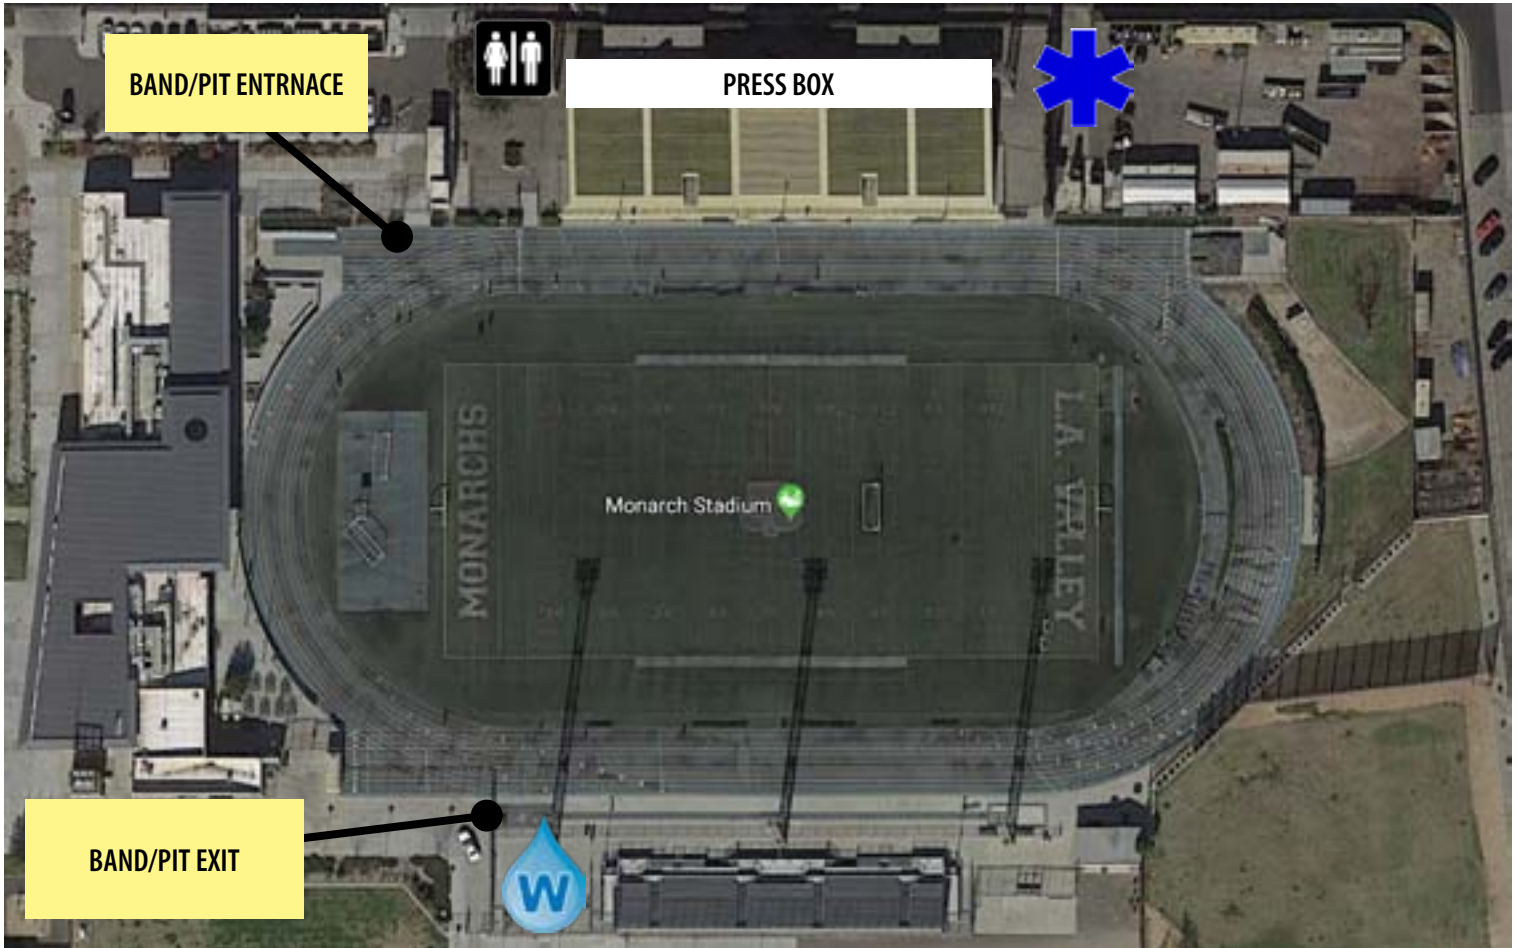 BAND/PIT ENTRNACE
PRESS BOX
MONARCHS
Monarch Stadium
L.A. VALLEY
BAND/PIT EXIT
W